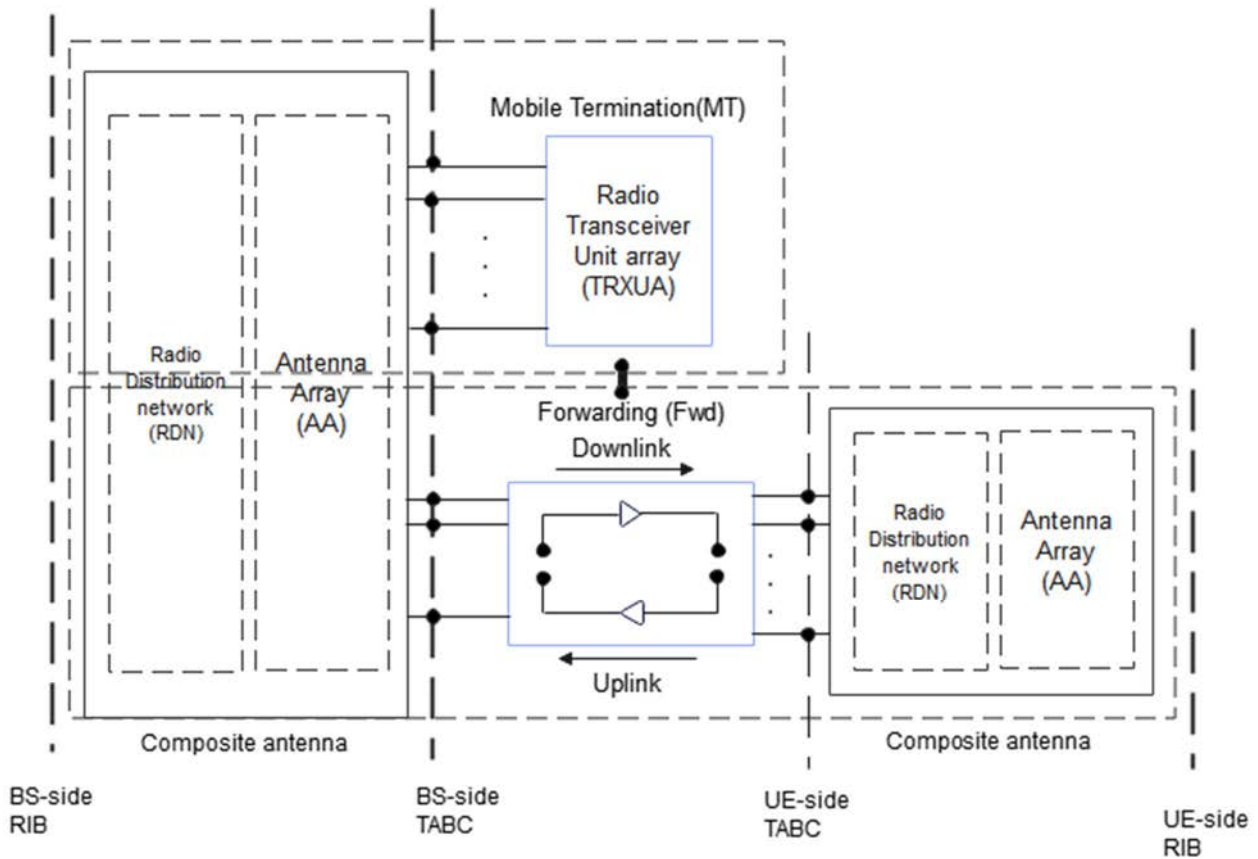 Mobile Termination(MT)
Radio
Transceiver
Unit array
(TRXUA)
Radio
Distribution
network
(RDN)
Antenna
Array
(AA)
Forwarding (Fwd)
Downlink
Uplink
Radio
Distribution
network
(RDN)
Antenna
Array
(AA)
Composite antenna
Composite antenna
BS-side
RIB
BS-side
TABC
UE-side
TABC
UE-side
RIB